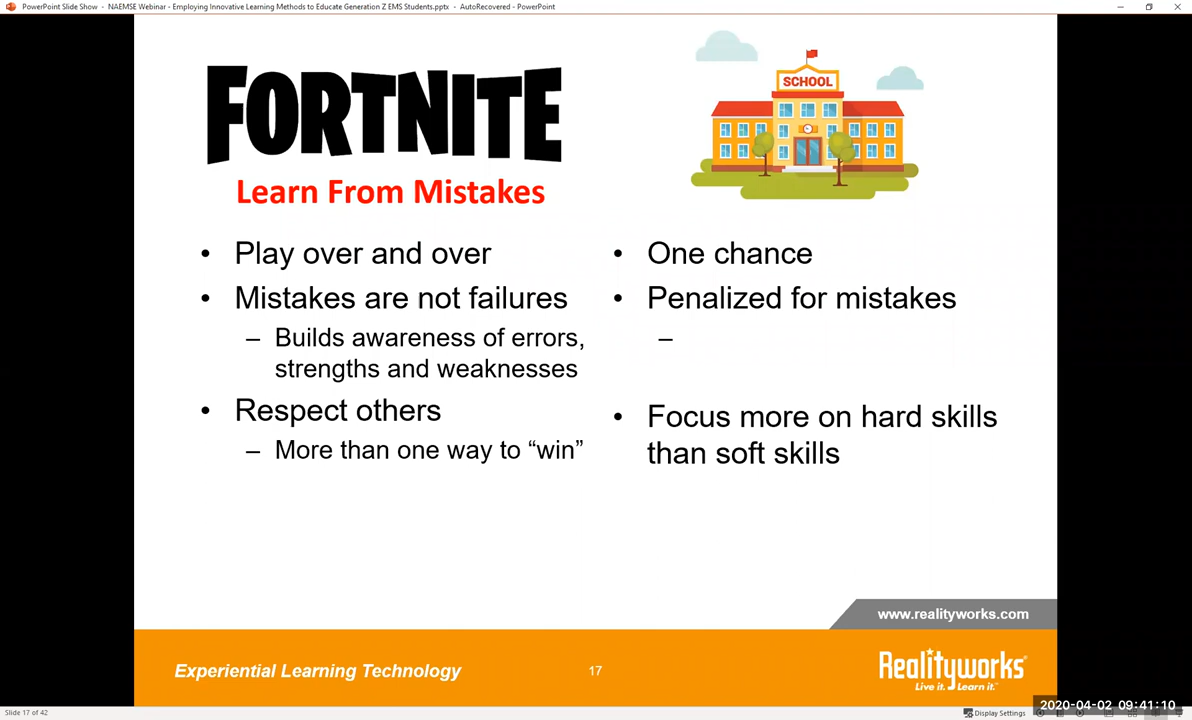 PowerPoint Slide Show - NAEMSE Webinar - Employing Innovative Learning Methods to Educate Generation Z EMS Students.pptx - AutoRecovered - PowerPoint
FORTNITE
Learn From Mistakes
SCHOOL
• Play over and over
• Mistakes are not failures
– Builds awareness of errors,
strengths and weaknesses
• Respect others
– More than one way to “win”
• One chance
• Penalized for mistakes
–
• Focus more on hard skills
than soft skills
www.realityworks.com
Experiential Learning Technology
17
Realityworks®
Live it. Learn it.™
2020-04-02 09:41:10
Slide 17 of 42
Display Settings